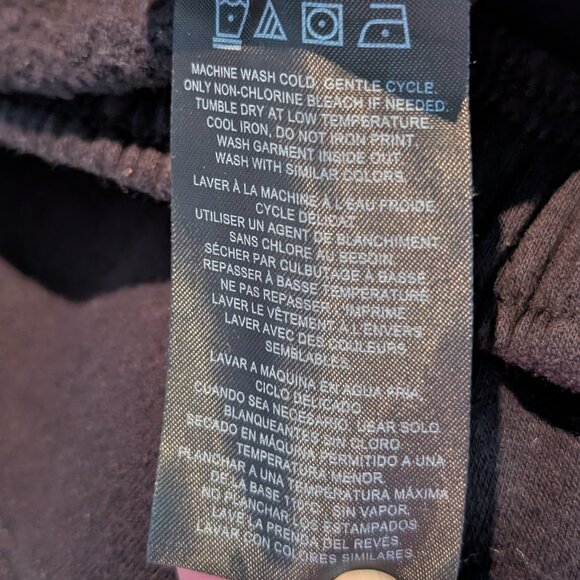 MACHINE WASH COLD, GENTLE CYCLE.
ONLY NON-CHLORINE BLEACH IF NEEDED.
TUMBLE DRY AT LOW TEMPERATURE.
COOL IRON, DO NOT IRON PRINT.
WASH GARMENT INSIDE OUT.
WASH WITH SIMILAR COLORS.
LAVER À LA MACHINE A L'EAU FROIDE,
CYCLE DÉLICAT.
UTILISER UN AGENT DE BLANCHIMENT
SANS CHLORE AU BESOIN.
SÉCHER PAR CULBUTAGE À BASSE
REPASSER À BASSE TEMPÉRATURE.
NE PAS REPASSER L'IMPRIMÉ
LAVER LE VÊTEMENT À L'ENVERS.
LAVER AVEC DES COULEURS
SEMBLABLES.
LAVAR A MÁQUINA EN AGUA FRIA,
CICLO DELICADO.
CUANDO SEA NECESARIO, USAR SOLO
BLANQUEANTES SIN CLORO.
SECADO EN MÁQUINA PERMITIDO A UNA
TEMPERATURA MENOR.
PLANCHAR A UNA TEMPERATURA MÁXIMA
DE LA BASE SIN VAPOR.
NO PLANCHAR LOS ESTAMPADOS.
LAVE LA PRENDA DEL REVÉS.
LAVAR CON COLORES SIMILARES.